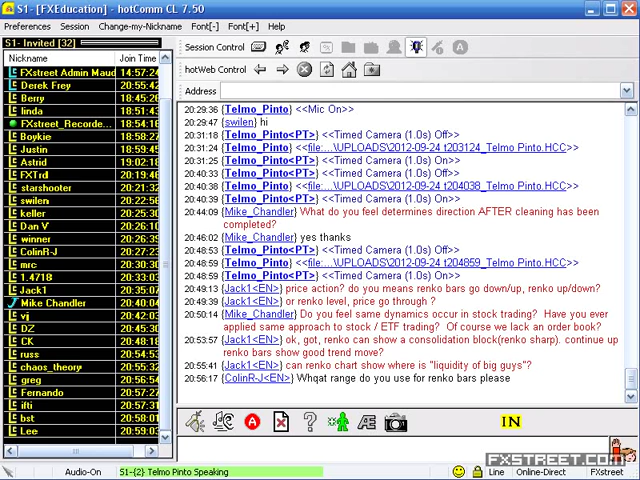 S1- [FXEducation] - hotComm CL 7.50
Preferences Session Change-my-Nickname Font[-] Font[+] Help
S1- Invited [32]
Session Control
Nickname Join Time
hotWeb Control
Address
FXstreet Admin Maud 14:57:24
Derek Frey 20:55:42
Berry 18:45:26
linda 18:51:43
FXstreet_Recorde... 18:54:16
Boykie 18:58:27
Justin 18:59:45
Astrid 19:02:18
FXTrd 20:19:46
starshooter 20:21:32
swilen 20:22:56
keller 20:25:30
Dan V 20:26:10
winner 20:26:39
ColinR-J 20:27:36
mrc 20:30:13
1.4718 20:33:03
Jack1 20:35:07
Mike Chandler 20:40:04
vj 20:42:06
DZ 20:45:30
CK 20:48:18
russ 20:54:34
chaos_theory 20:55:32
greg 20:56:54
Fernando 20:57:27
ifti 20:57:31
bst 20:58:01
Lee 20:59:03
20:29:36 {Telmo_Pinto} <<Mic On>>
20:29:47 {swilen} hi
20:31:18 {Telmo_Pinto<PT>} <<Timed Camera (1.0s) Off>>
20:31:24 {Telmo_Pinto<PT>} <<file:...\UPLOADS\2012-09-24 t203124_Telmo Pinto.HCC>>
20:31:25 {Telmo_Pinto<PT>} <<Timed Camera (1.0s) On>>
20:40:33 {Telmo_Pinto<PT>} <<Timed Camera (1.0s) Off>>
20:40:38 {Telmo_Pinto<PT>} <<file:...\UPLOADS\2012-09-24 t204038_Telmo Pinto.HCC>>
20:40:39 {Telmo_Pinto<PT>} <<Timed Camera (1.0s) On>>
20:44:09 {Mike_Chandler} What do you feel determines direction AFTER cleaning has been
completed?
20:46:02 {Mike_Chandler} yes thanks
20:48:53 {Telmo_Pinto<PT>} <<Timed Camera (1.0s) Off>>
20:48:59 {Telmo_Pinto<PT>} <<file:...\UPLOADS\2012-09-24 t204859_Telmo Pinto.HCC>>
20:48:59 {Telmo_Pinto<PT>} <<Timed Camera (1.0s) On>>
20:49:13 {Jack1<EN>} price action? do you means renko bars go down/up, renko up/down?
20:49:39 {Jack1<EN>} or renko level, price go through ?
20:50:14 {Mike_Chandler} Do you feel same dynamics occur in stock trading? Have you ever
applied same approach to stock / ETF trading? Of course we lack an order book?
20:53:57 {Jack1<EN>} ok, got, renko can show a consolidation block(renko sharp). continue up
renko bars show good trend move?
20:55:41 {Jack1<EN>} can renko chart show where is "liquidity of big guys"?
20:56:17 {ColinR-J<EN>} Whqat range do you use for renko bars please
IN
Audio-On S1-{2} Telmo Pinto Speaking Line Online-Direct FXstreet
FXSTREET.COM